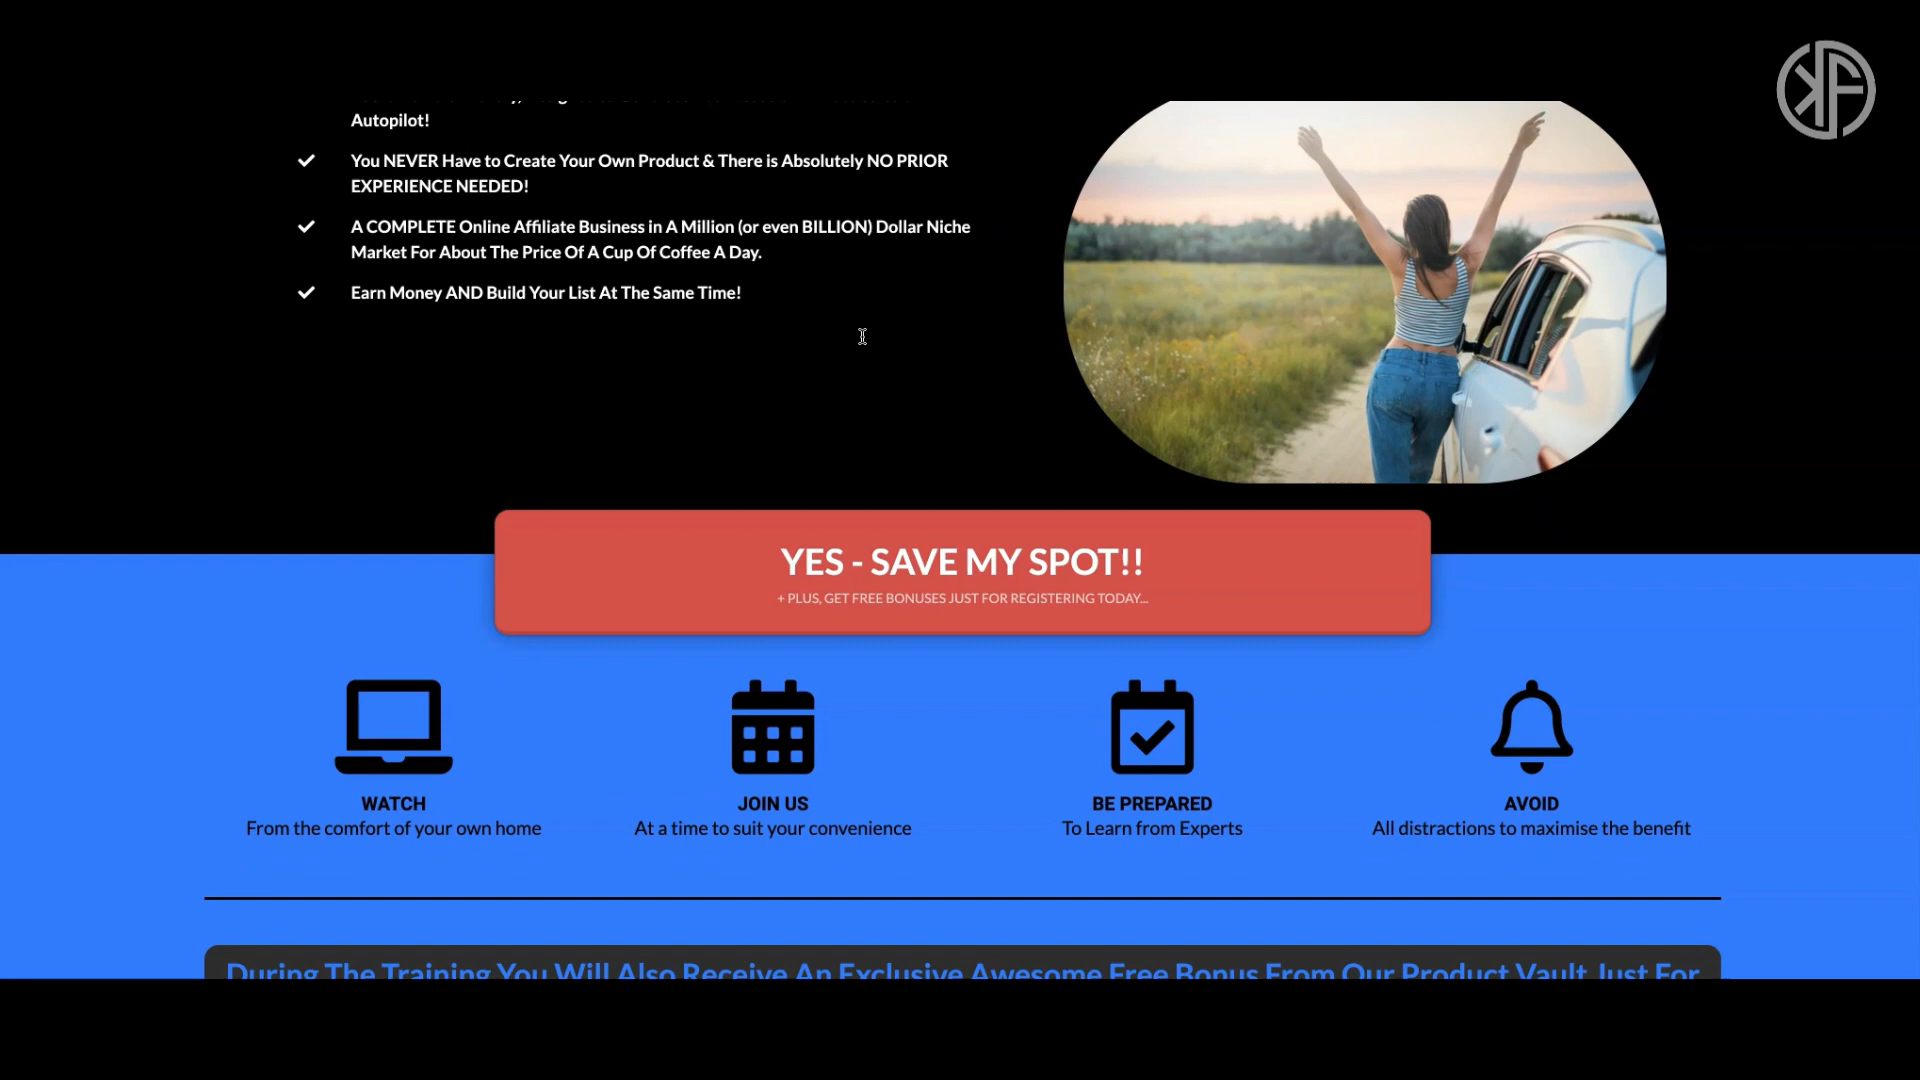 Autopilot!
You NEVER Have to Create Your Own Product & There is Absolutely NO PRIOR
EXPERIENCE NEEDED!
A COMPLETE Online Affiliate Business in A Million (or even BILLION) Dollar Niche
Market For About The Price Of A Cup Of Coffee A Day.
Earn Money AND Build Your List At The Same Time!
YES - SAVE MY SPOT!!
+ PLUS, GET FREE BONUSES JUST FOR REGISTERING TODAY...
WATCH
From the comfort of your own home
JOIN US
At a time to suit your convenience
BE PREPARED
To Learn from Experts
AVOID
All distractions to maximise the benefit
During The Training You Will Also Receive An Exclusive Awesome Free Bonus From Our Product Vault Just For